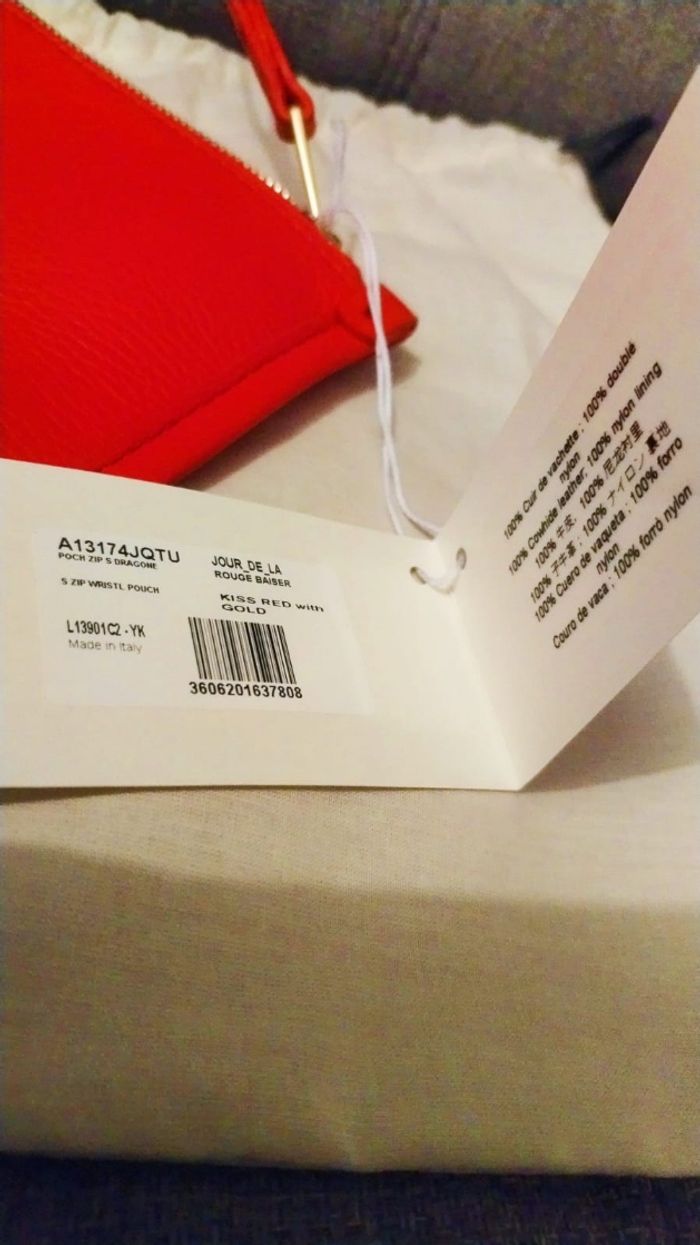 A13174JQTU
POCH ZIP S DRAGONE
S ZIP WRISTL POUCH
L13901C2-YK
Made in Italy
JOUR_DE_LA
ROUGE BAISER
KISS RED with
GOLD
3606201637808
100% Cuir de vachette : 100% doublé
nylon
100% Cowhide leather, 100% nylon lining
100% 牛皮: 100% 尼龙衬里
100% 子牛革 : 100% ナイロン裏地
100% Cuero de vaqueta : 100% forro
nylon
Couro de vaca : 100% forrò nylon